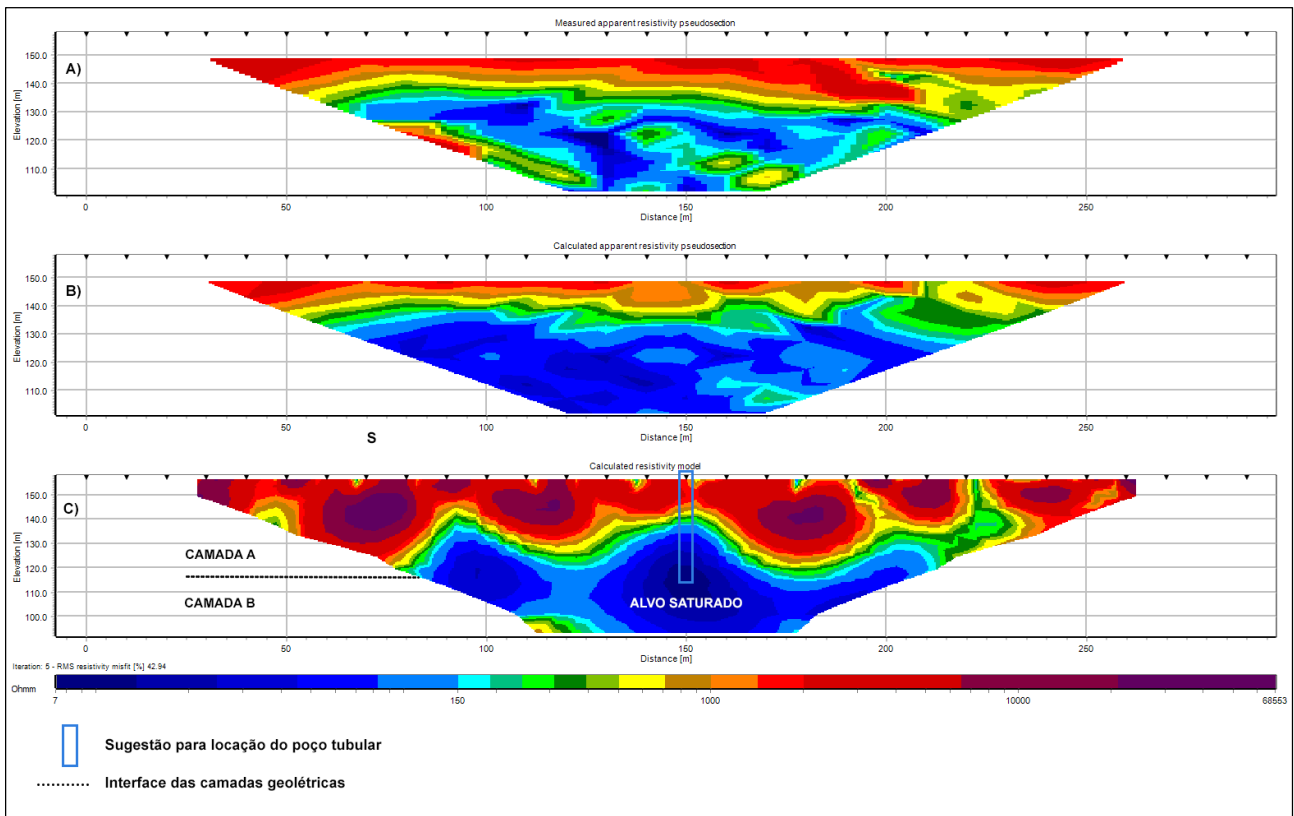 Measured apparent resistivity pseudosection
A)
Elevation [m]
150.0
140.0
130.0
120.0
110.0
0 50 100 150 200 250
Distance [m]
Calculated apparent resistivity pseudosection
B)
Elevation [m]
150.0
140.0
130.0
120.0
110.0
0 50 100 150 200 250
S
Distance [m]
Calculated resistivity model
C)
Elevation [m]
150.0
140.0
130.0
120.0
110.0
100.0
CAMADA A
CAMADA B
ALVO SATURADO
0 50 100 150 200 250
Distance [m]
Iteration: 5 - RMS resistivity misfit [%] 42.94
Ohmm
7 150 1000 10000 68553
Sugestão para locação do poço tubular
Interface das camadas geolétricas